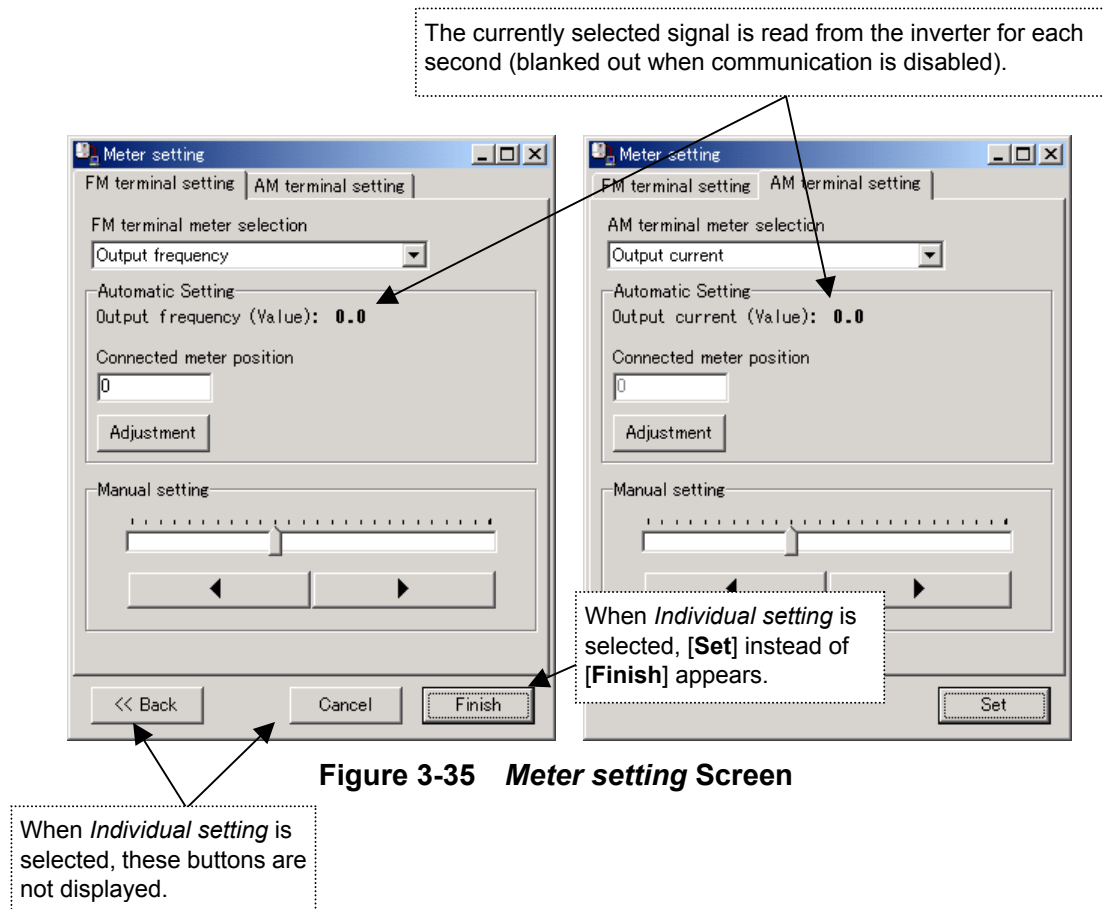 The currently selected signal is read from the inverter for each
second (blanked out when communication is disabled).
Meter setting
FM terminal setting
AM terminal setting
FM terminal meter selection
Output frequency
Automatic Setting
Output frequency (Value): 0.0
Connected meter position
0
Adjustment
Manual setting
<< Back
Cancel
Finish
Meter setting
FM terminal setting
AM terminal setting
AM terminal meter selection
Output current
Automatic Setting
Output current (Value): 0.0
Connected meter position
0
Adjustment
Manual setting
When Individual setting is
selected, [Set] instead of
[Finish] appears.
Set
Figure 3-35 Meter setting Screen
When Individual setting is
selected, these buttons are
not displayed.